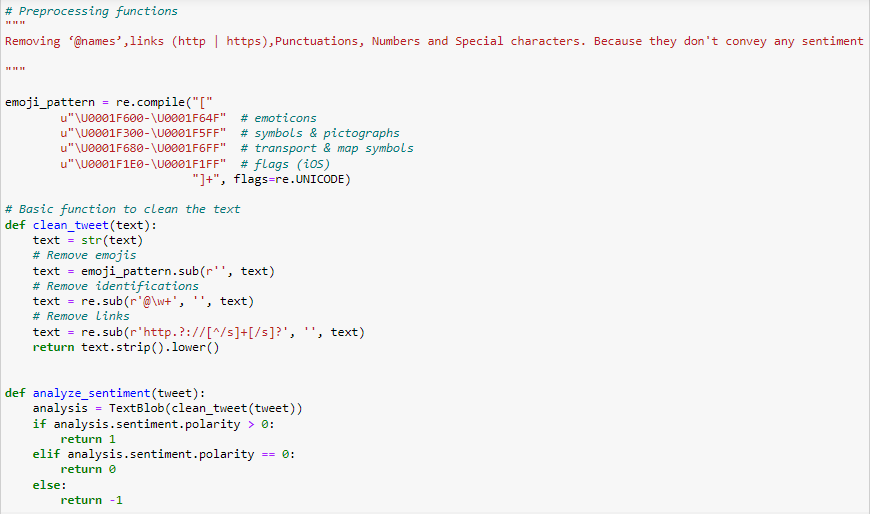 # Preprocessing functions
"""
Removing ‘@names’,links (http | https),Punctuations, Numbers and Special characters. Because they don't convey any sentiment

"""

emoji_pattern = re.compile("["
        u"\U0001F600-\U0001F64F"  # emoticons
        u"\U0001F300-\U0001F5FF"  # symbols & pictographs
        u"\U0001F680-\U0001F6FF"  # transport & map symbols
        u"\U0001F1E0-\U0001F1FF"  # flags (iOS)
                           "]+", flags=re.UNICODE)

# Basic function to clean the text
def clean_tweet(text):
    text = str(text)
    # Remove emojis
    text = emoji_pattern.sub(r'', text)
    # Remove identifications
    text = re.sub(r'@\w+', '', text)
    # Remove links
    text = re.sub(r'http.?://[^/s]+[/s]?', '', text)
    return text.strip().lower()


def analyze_sentiment(tweet):
    analysis = TextBlob(clean_tweet(tweet))
    if analysis.sentiment.polarity > 0:
        return 1
    elif analysis.sentiment.polarity == 0:
        return 0
    else:
        return -1